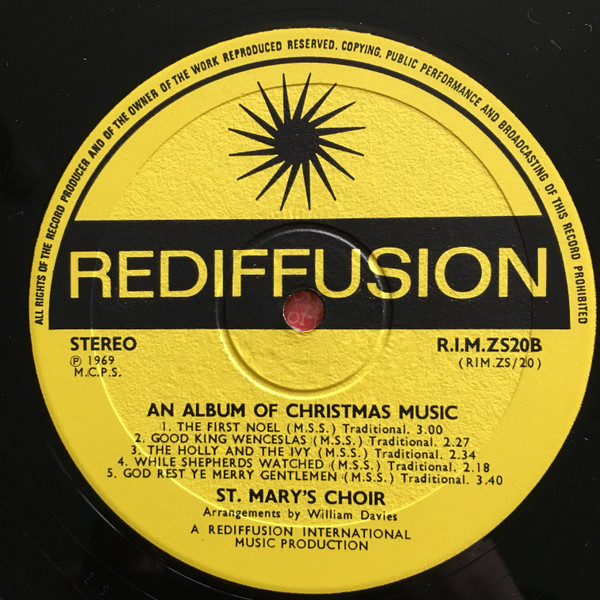 ALL RIGHTS OF THE RECORD PRODUCER AND OF THE OWNER OF THE WORK REPRODUCED RESERVED. COPYING, PUBLIC PERFORMANCE AND BROADCASTING OF THIS RECORD PROHIBITED
REDIFFUSION
STEREO
R.I.M.ZS20B
℗ 1969
(RIM.ZS/20)
M.C.P.S.
AN ALBUM OF CHRISTMAS MUSIC
1. THE FIRST NOEL (M.S.S.) Traditional. 3.00
2. GOOD KING WENCESLAS (M.S.S.) Traditional. 2.27
3. THE HOLLY AND THE IVY (M.S.S.) Traditional. 2.34
4. WHILE SHEPHERDS WATCHED (M.S.S.) Traditional. 2.18
5. GOD REST YE MERRY GENTLEMEN (M.S.S.) Traditional. 3.40
ST. MARY'S CHOIR
Arrangements by William Davies
A REDIFFUSION INTERNATIONAL
MUSIC PRODUCTION